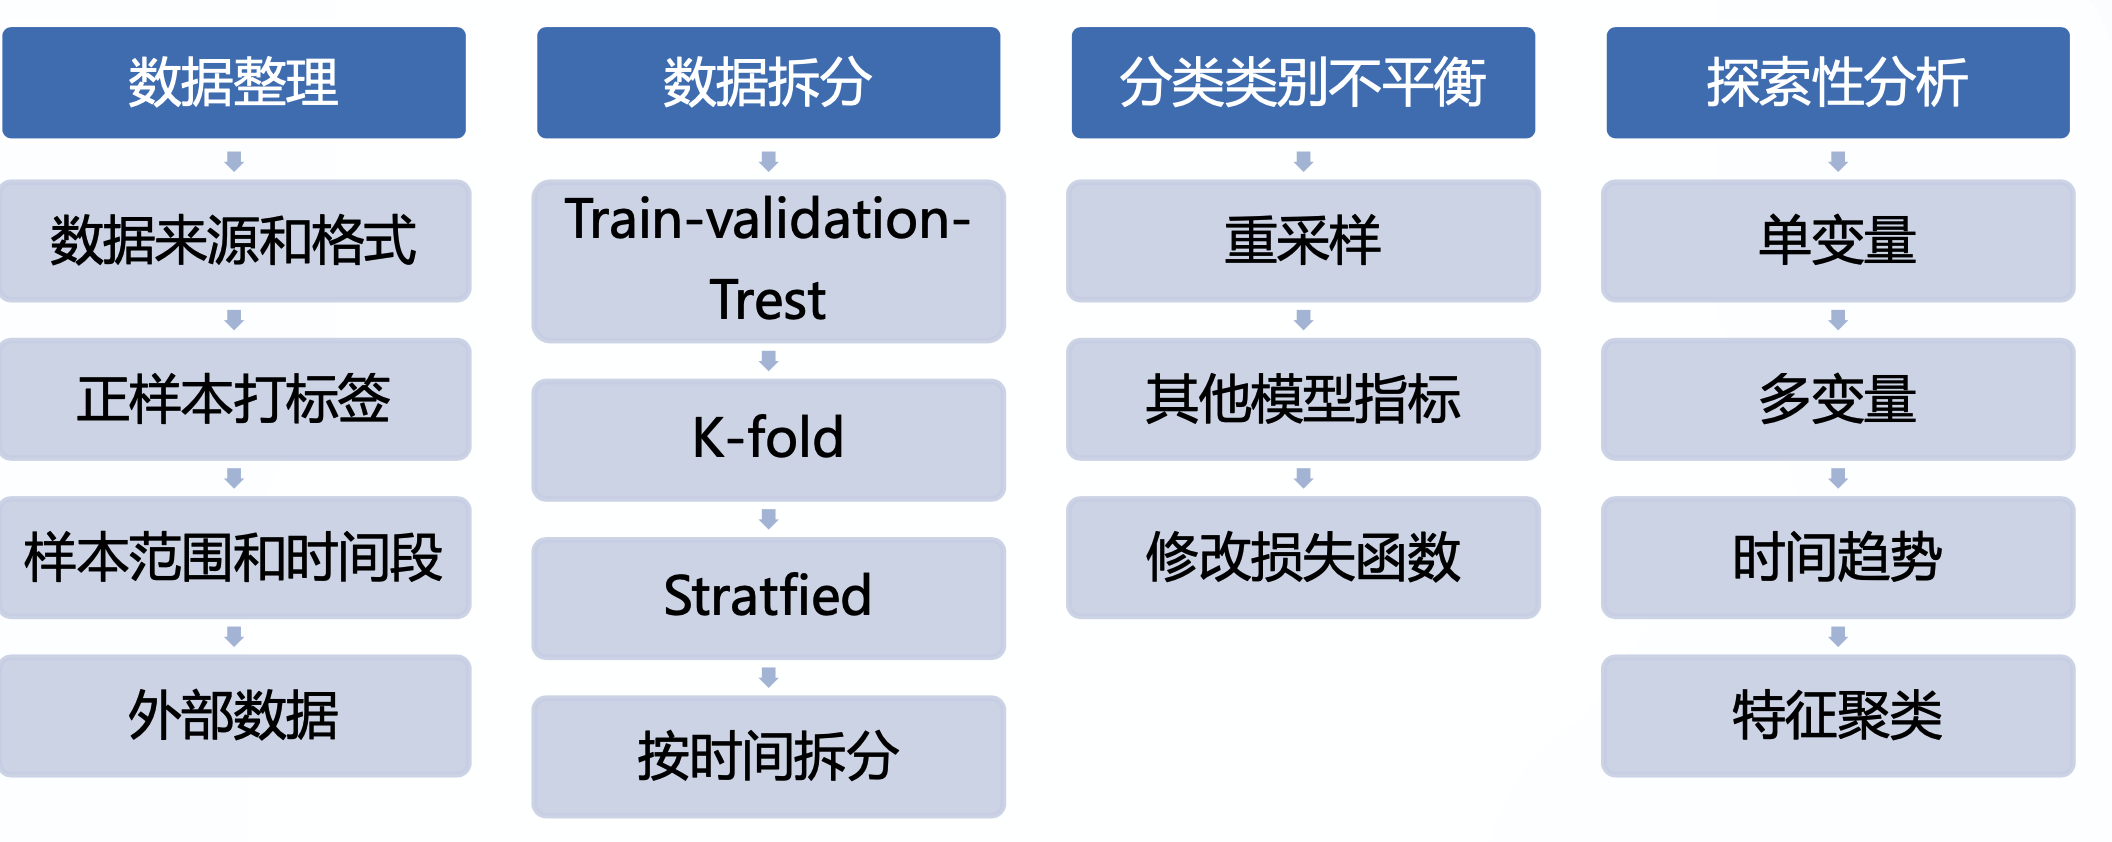 数据整理
数据来源和格式
正样本打标签
样本范围和时间段
外部数据
数据拆分
Train-validation-
Trest
K-fold
Stratfied
按时间拆分
分类类别不平衡
重采样
其他模型指标
修改损失函数
探索性分析
单变量
多变量
时间趋势
特征聚类